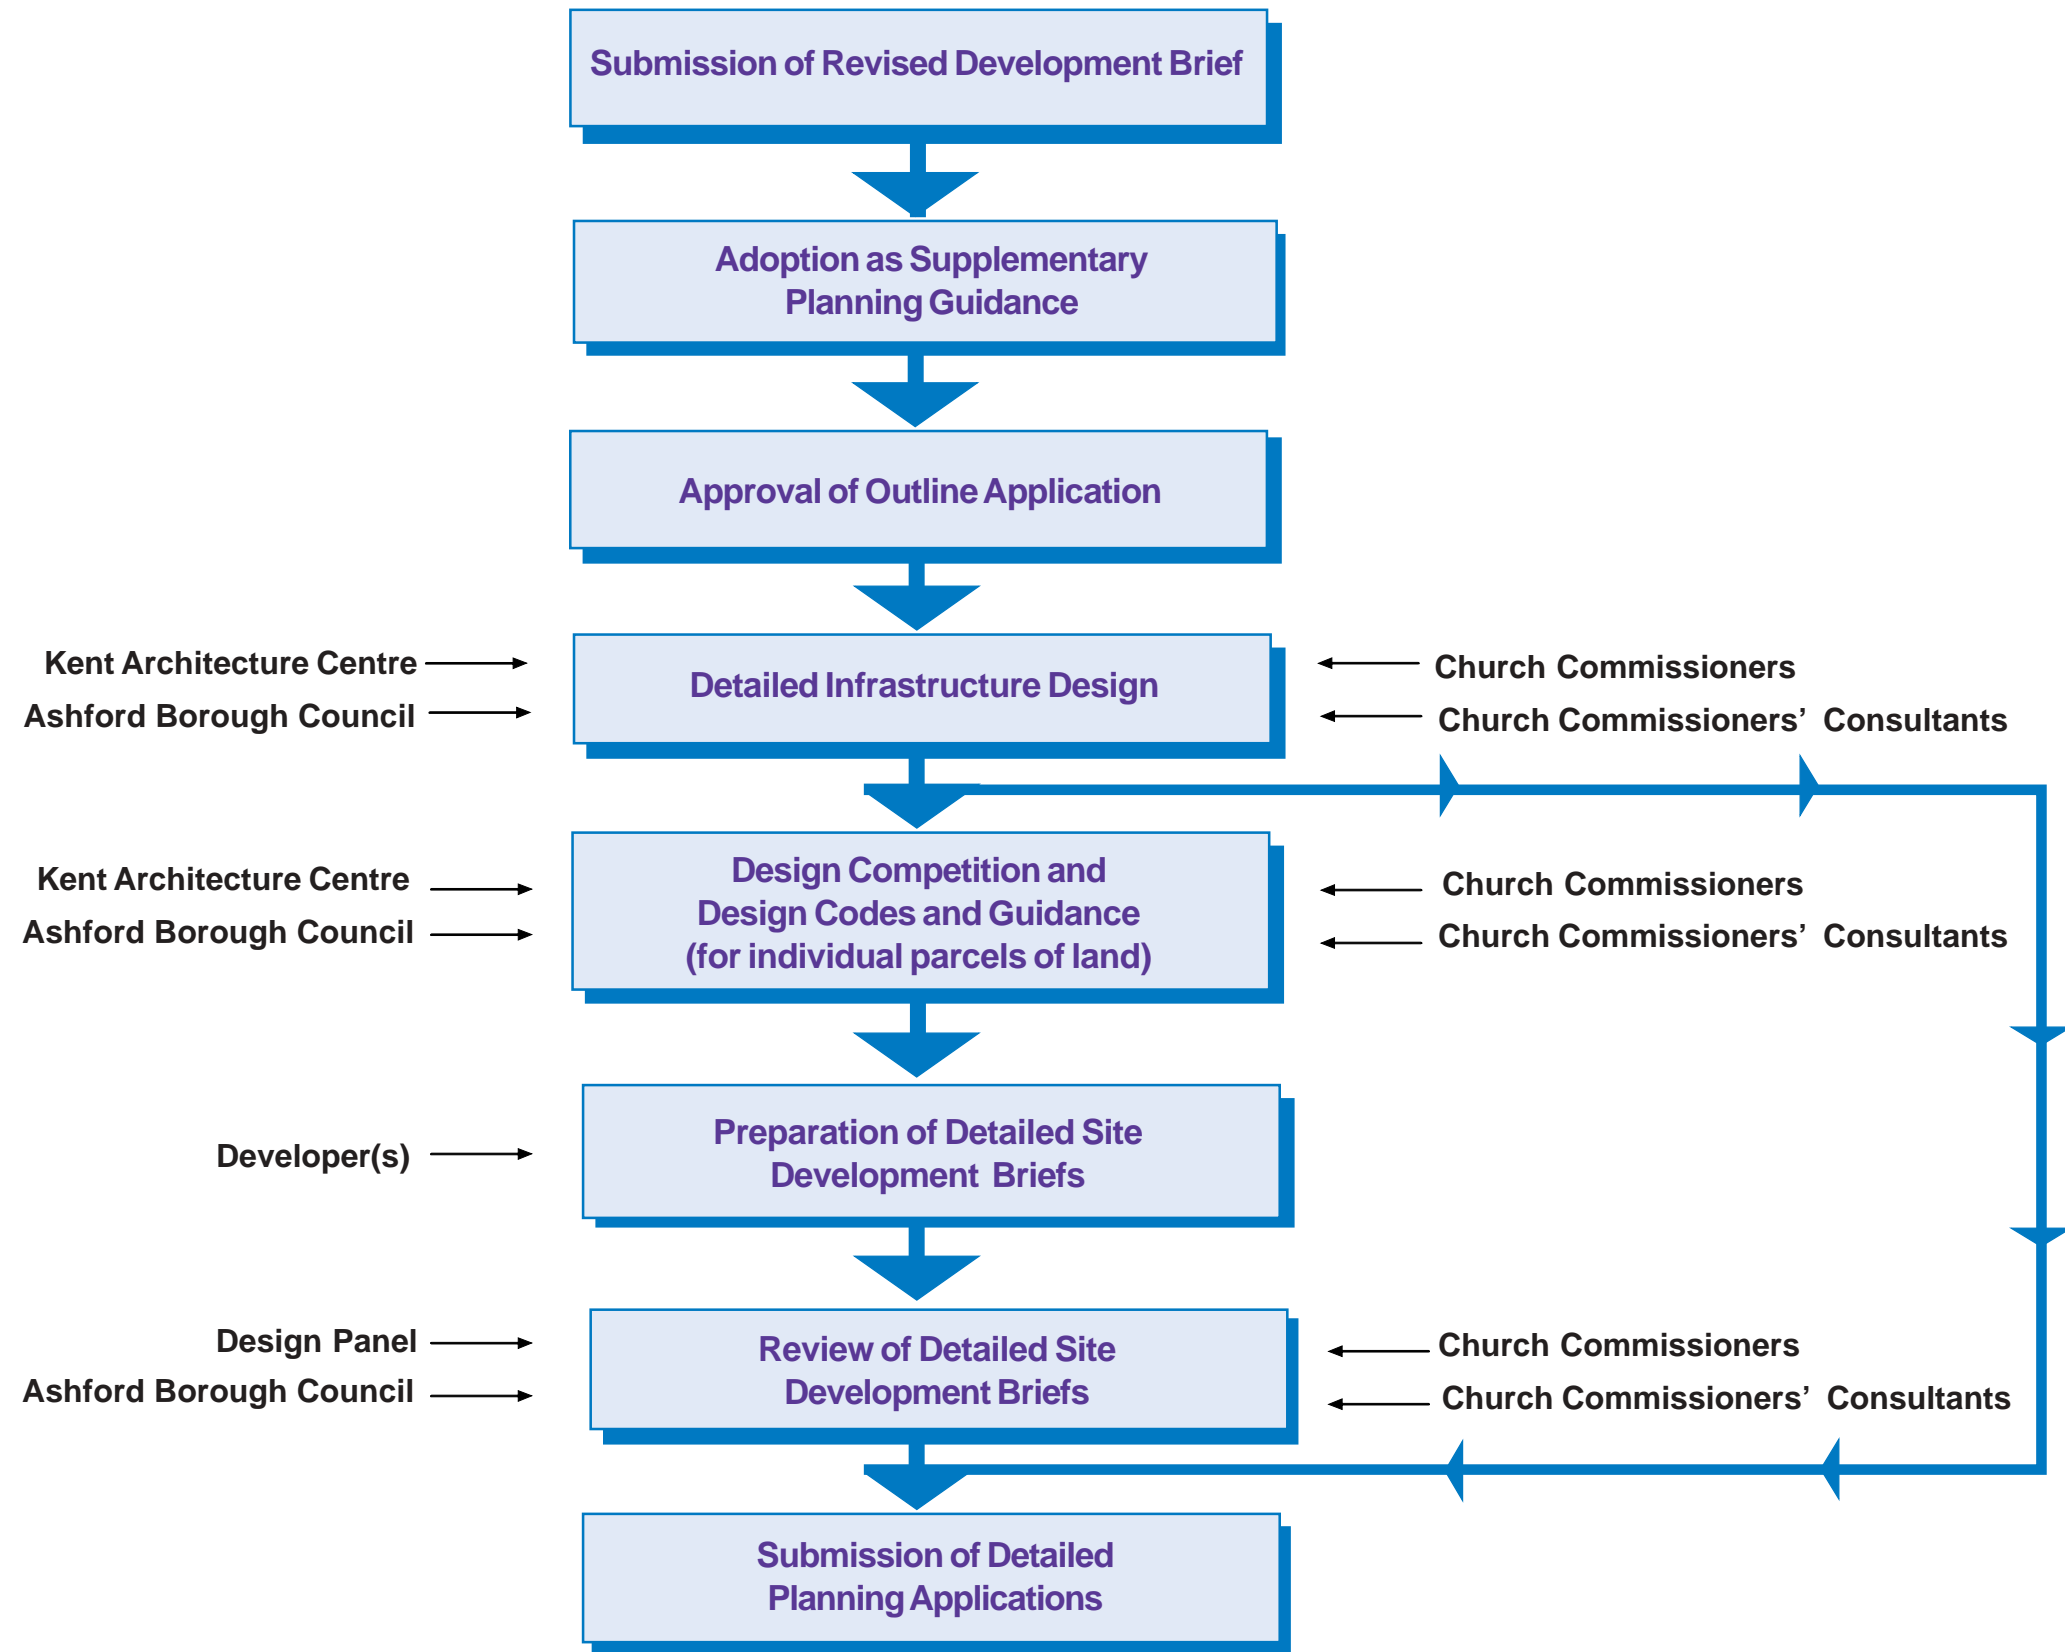 Submission of Revised Development Brief
Adoption as Supplementary
Planning Guidance
Approval of Outline Application
Kent Architecture Centre
Ashford Borough Council
Detailed Infrastructure Design
Church Commissioners
Church Commissioners’ Consultants
Kent Architecture Centre
Ashford Borough Council
Design Competition and
Design Codes and Guidance
(for individual parcels of land)
Church Commissioners
Church Commissioners’ Consultants
Developer(s)
Preparation of Detailed Site
Development Briefs
Design Panel
Ashford Borough Council
Review of Detailed Site
Development Briefs
Church Commissioners
Church Commissioners’ Consultants
Submission of Detailed
Planning Applications